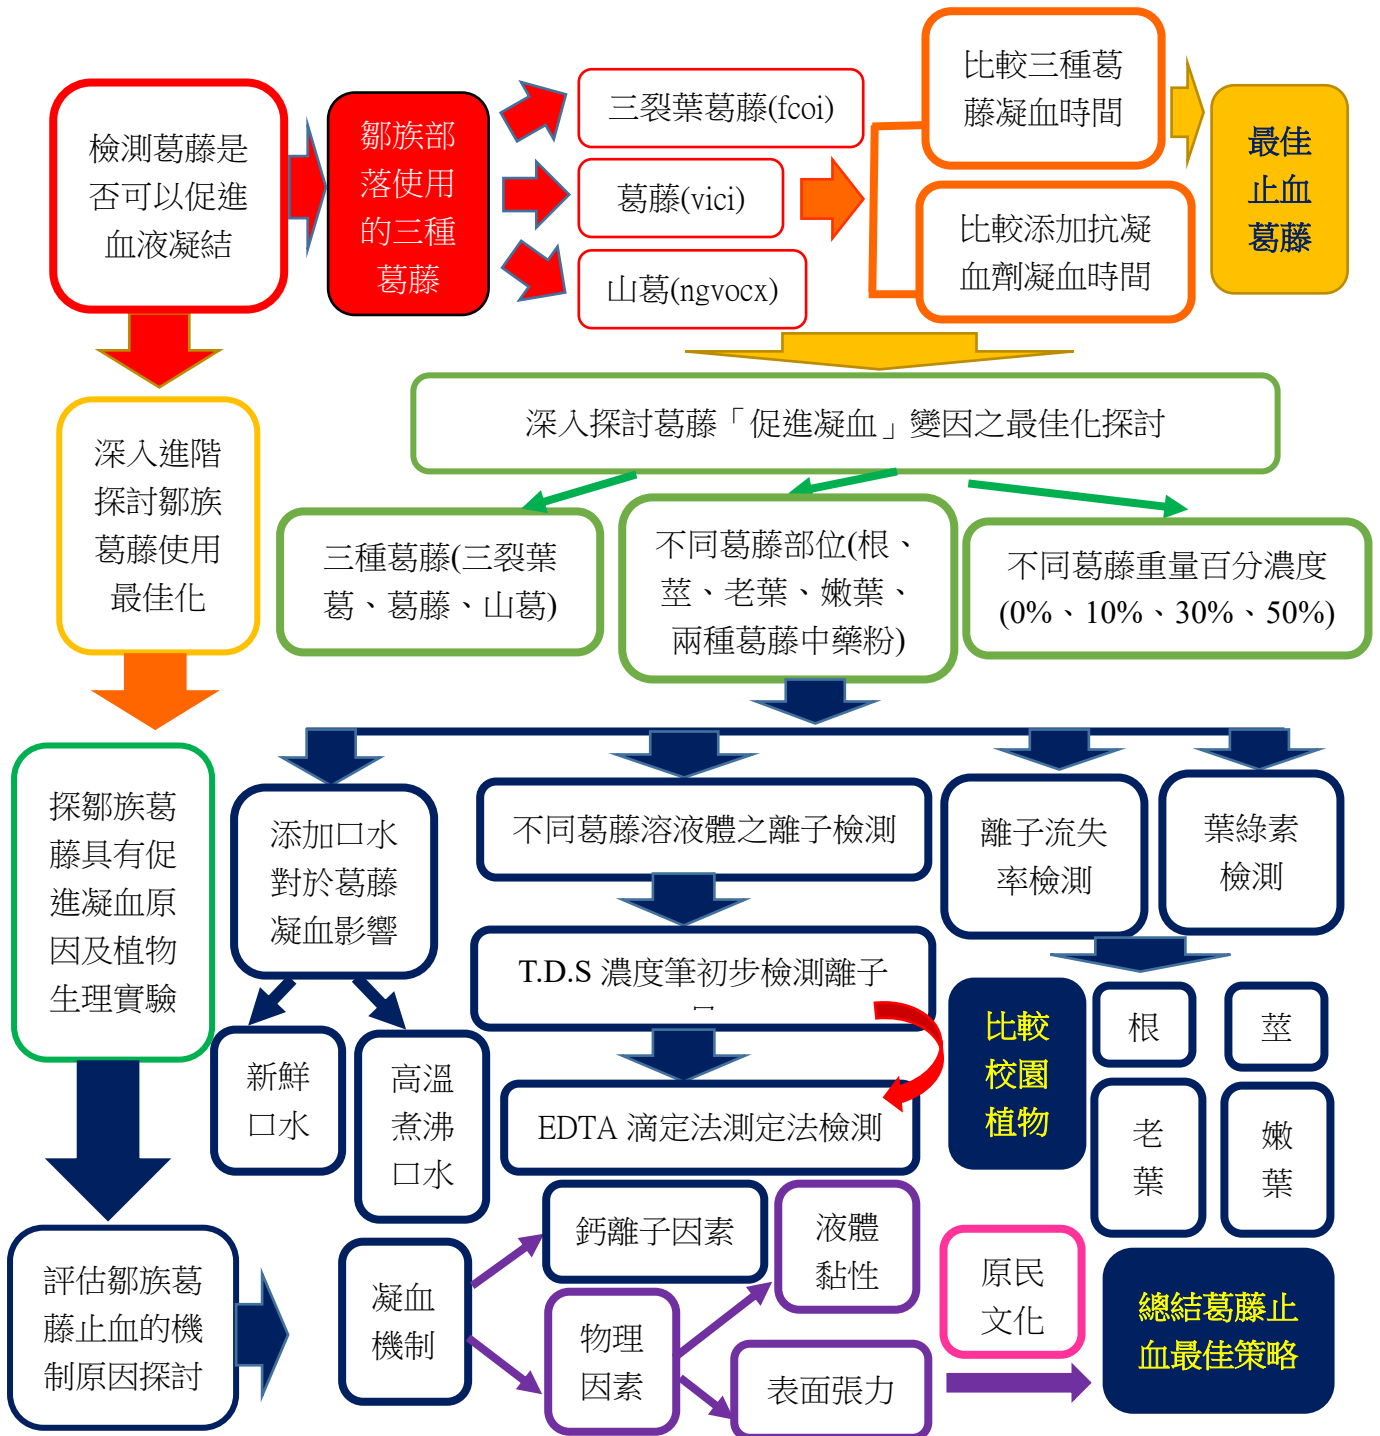 檢測葛藤是
否可以促進
血液凝結
鄒族部
落使用
的三種
葛藤
三裂葉葛藤(fcoi)
葛藤(vici)
山葛(ngvocx)
比較三種葛
藤凝血時間
比較添加抗凝
血劑凝血時間
最佳
止血
葛藤
深入進階
探討鄒族
葛藤使用
最佳化
深入探討葛藤「促進凝血」變因之最佳化探討
三種葛藤(三裂葉
葛、葛藤、山葛)
不同葛藤部位(根、
莖、老葉、嫩葉、
兩種葛藤中藥粉)
不同葛藤重量百分濃度
(0%、10%、30%、50%)
探鄒族葛
藤具有促
進凝血原
因及植物
生理實驗
添加口水
對於葛藤
凝血影響
新鮮
口水
高溫
煮沸
口水
不同葛藤溶液體之離子檢測
T.D.S 濃度筆初步檢測離子
EDTA 滴定法測定法檢測
離子流失
率檢測
葉綠素
檢測
比較
校園
植物
根
莖
老
葉
嫩
葉
評估鄒族葛
藤止血的機
制原因探討
凝血
機制
鈣離子因素
物理
因素
液體
黏性
表面張力
原民
文化
總結葛藤止
血最佳策略